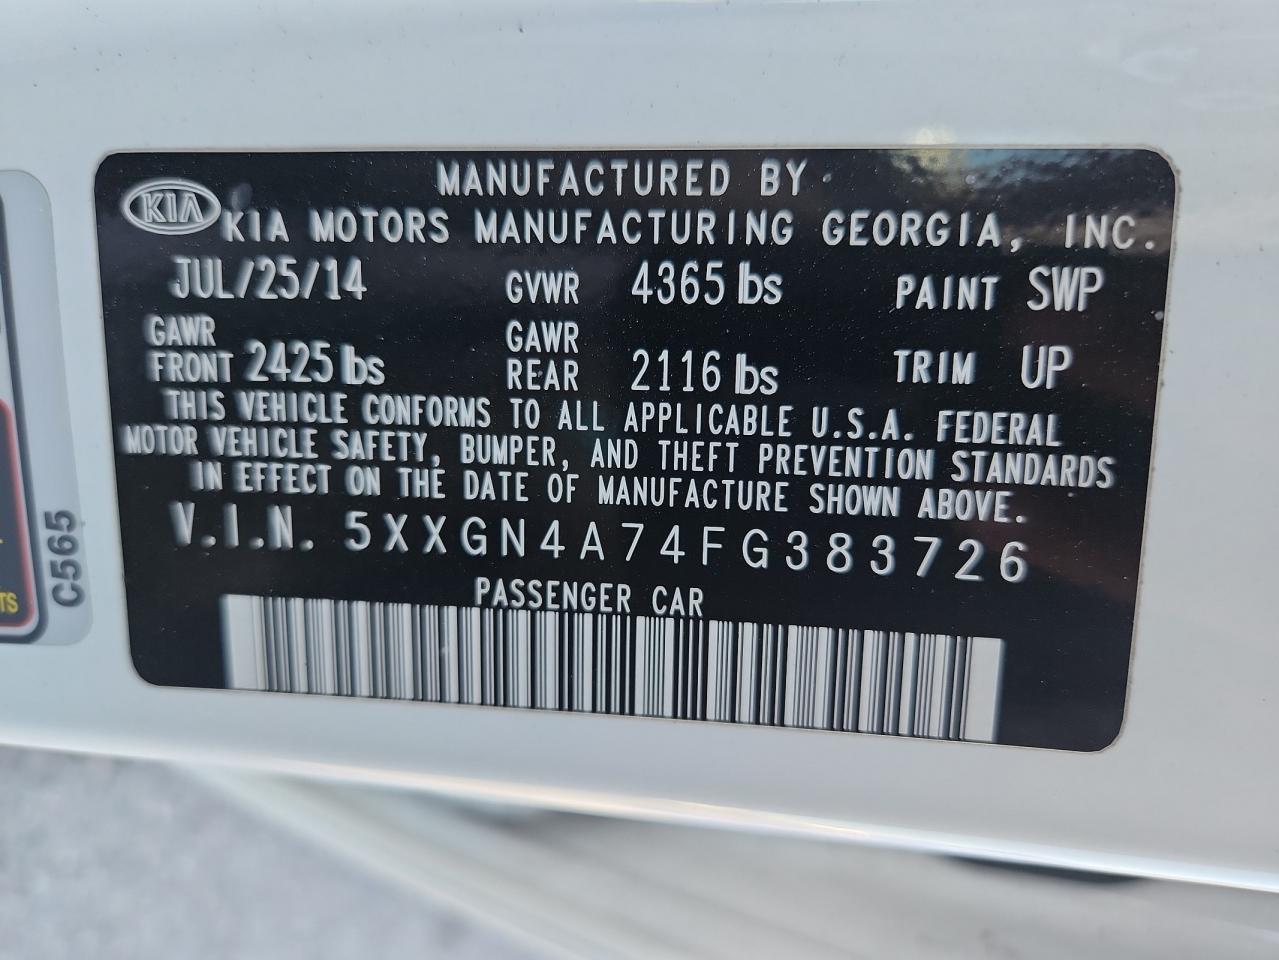 MANUFACTURED BY
KIA
KIA MOTORS MANUFACTURING GEORGIA, INC.
JUL/25/14 GVWR 4365 lbs PAINT SWP
GAWR FRONT 2425 lbs GAWR REAR 2116 lbs TRIM UP
THIS VEHICLE CONFORMS TO ALL APPLICABLE U.S.A. FEDERAL
MOTOR VEHICLE SAFETY, BUMPER, AND THEFT PREVENTION STANDARDS
IN EFFECT ON THE DATE OF MANUFACTURE SHOWN ABOVE.
V.I.N. 5XXGN4A74FG383726
PASSENGER CAR
C565